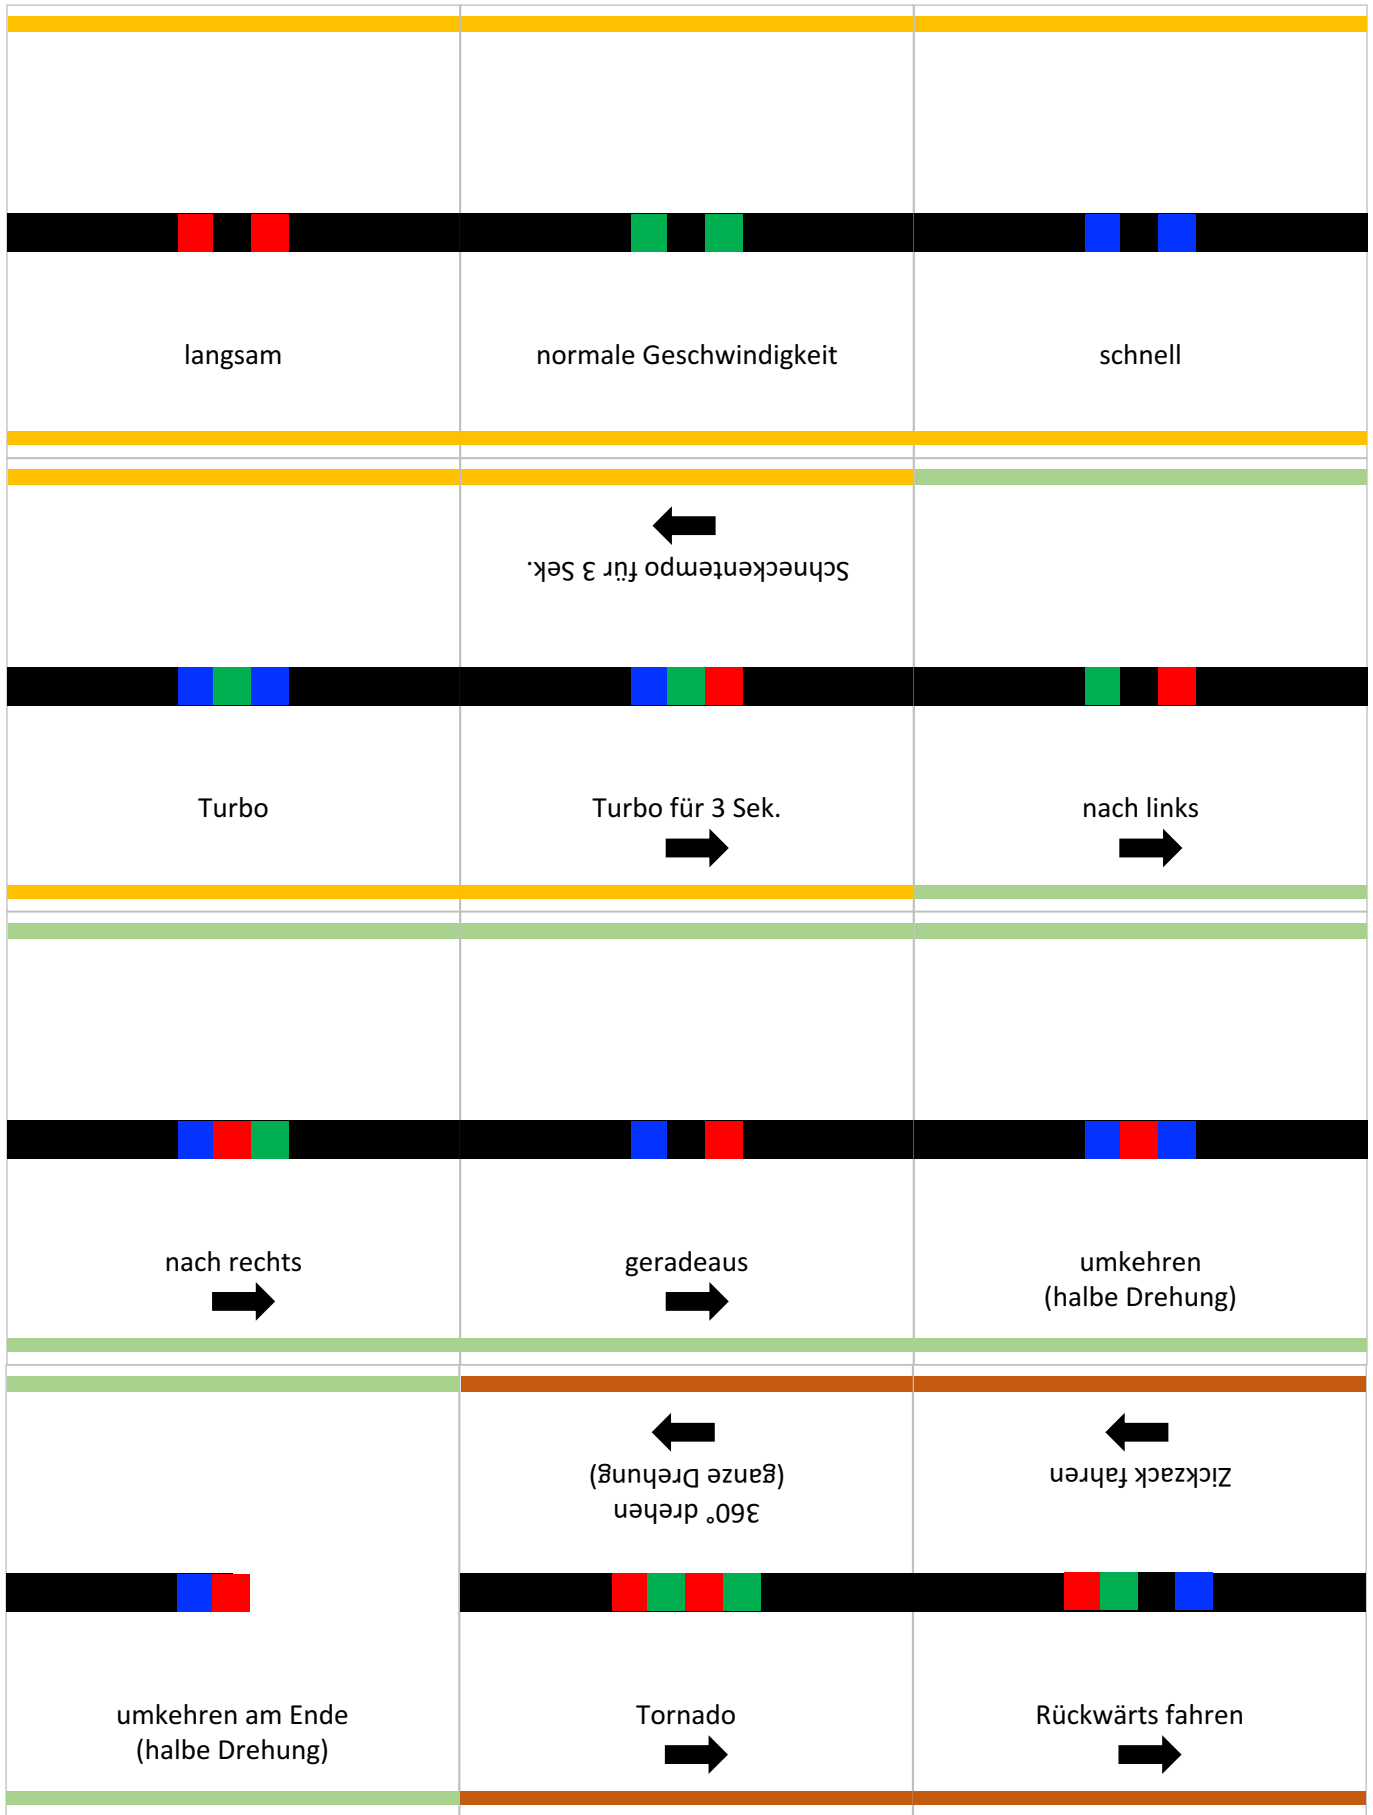 langsam
normale Geschwindigkeit
schnell
Schneckentempo für 3 Sek.
Turbo
Turbo für 3 Sek.
nach links
nach rechts
geradeaus
umkehren
(halbe Drehung)
360° drehen
(ganze Drehung)
Zickzack fahren
umkehren am Ende
(halbe Drehung)
Tornado
Rückwärts fahren